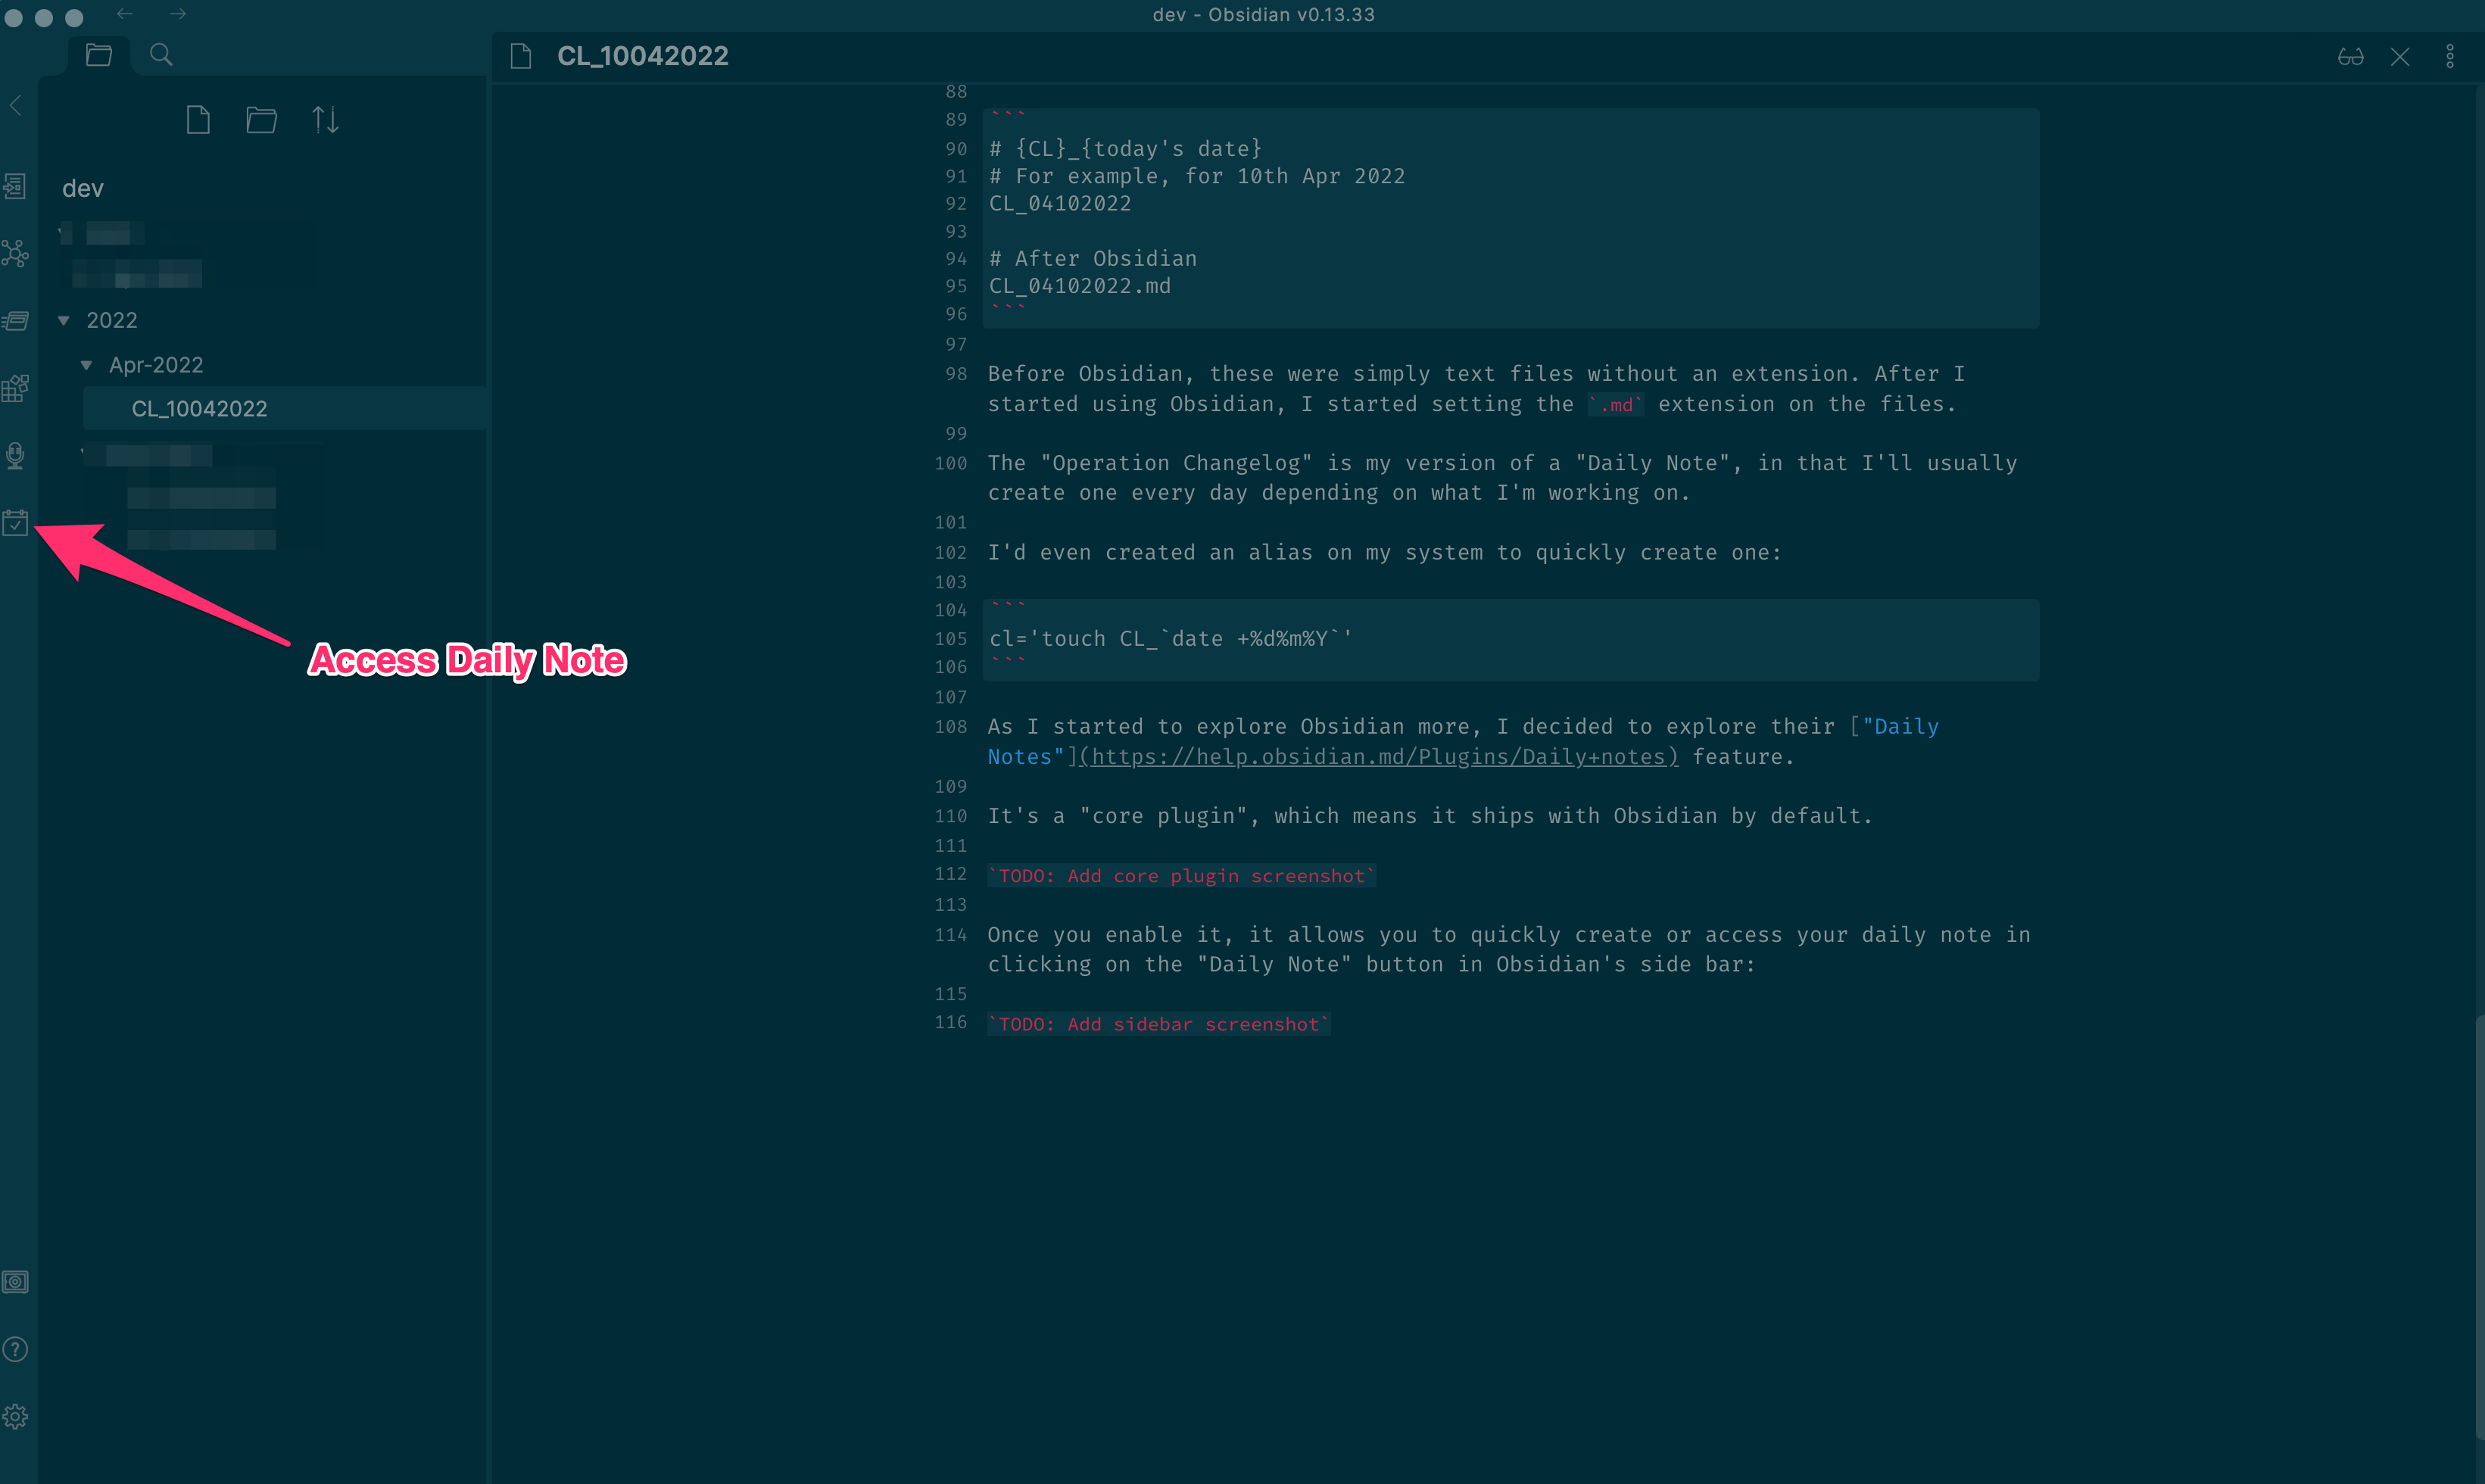 dev - Obsidian v0.13.33
CL_10042022
dev
2022
Apr-2022
CL_10042022
Access Daily Note
88
89 ```
90 # {CL}_{today's date}
91 # For example, for 10th Apr 2022
92 CL_04102022
93
94 # After Obsidian
95 CL_04102022.md
96 ```
97
98 Before Obsidian, these were simply text files without an extension. After I
started using Obsidian, I started setting the `.md` extension on the files.
99
100 The "Operation Changelog" is my version of a "Daily Note", in that I'll usually
create one every day depending on what I'm working on.
101
102 I'd even created an alias on my system to quickly create one:
103
104 ```
105 cl='touch CL_`date +%d%m%Y`'
106 ```
107
108 As I started to explore Obsidian more, I decided to explore their ["Daily
Notes"](https://help.obsidian.md/Plugins/Daily+notes) feature.
109
110 It's a "core plugin", which means it ships with Obsidian by default.
111
112 `TODO: Add core plugin screenshot`
113
114 Once you enable it, it allows you to quickly create or access your daily note in
clicking on the "Daily Note" button in Obsidian's side bar:
115
116 `TODO: Add sidebar screenshot`